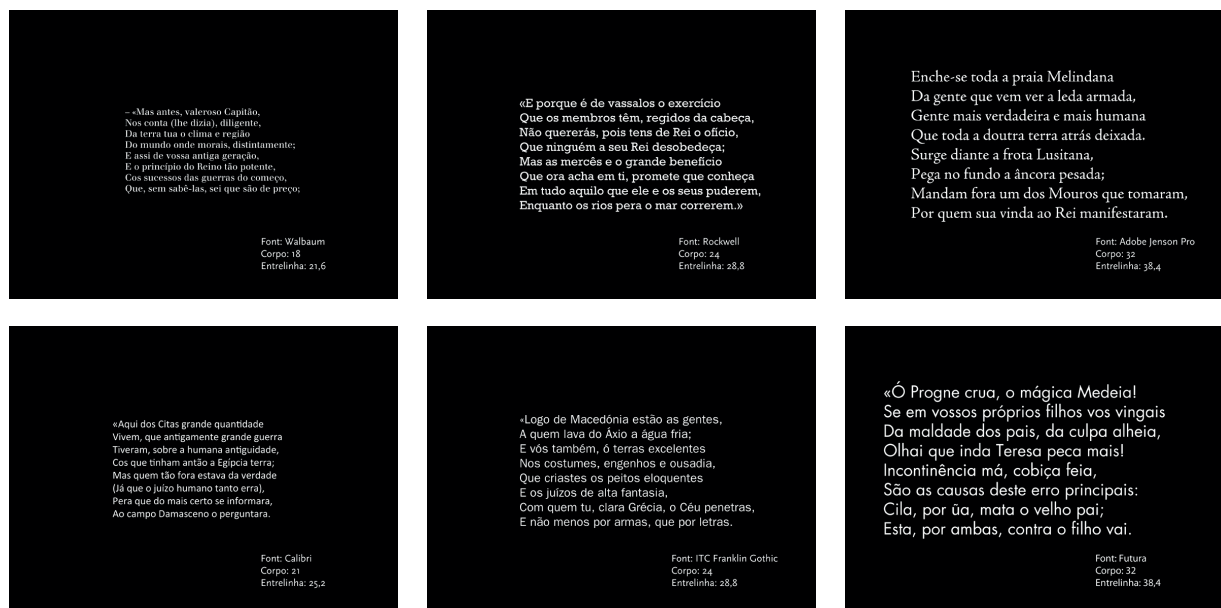 – «Mas antes, valeroso Capitão,
Nos conta (lhe dizia), diligente,
Da terra tua o clima e região
Do mundo onde morais, distintamente;
E assi de vossa antiga geração,
E o princípio do Reino tão potente,
Cos sucessos das guerras do começo,
Que, sem sabê-las, sei que são de preço;
Font: Walbaum
Corpo: 18
Entrelinha: 21,6
«E porque é de vassalos o exercício
Que os membros têm, regidos da cabeça,
Não quererás, pois tens de Rei o ofício,
Que ninguém a seu Rei desobedeça;
Mas as mercês e o grande benefício
Que ora acha em ti, promete que conheça
Em tudo aquilo que ele e os seus puderem,
Enquanto os rios pera o mar correrem.»
Font: Rockwell
Corpo: 24
Entrelinha: 28,8
Enche-se toda a praia Melindana
Da gente que vem ver a leda armada,
Gente mais verdadeira e mais humana
Que toda a doutra terra atrás deixada.
Surge diante a frota Lusitana,
Pega no fundo a âncora pesada;
Mandam fora um dos Mouros que tomaram,
Por quem sua vinda ao Rei manifestaram.
Font: Adobe Jenson Pro
Corpo: 32
Entrelinha: 38,4
«Aqui dos Citas grande quantidade
Vivem, que antigamente grande guerra
Tiveram, sobre a humana antiguidade,
Cos que tinham antão a Egípcia terra;
Mas quem tão fora estava da verdade
(Já que o juízo humano tanto erra),
Pera que do mais certo se informara,
Ao campo Damasceno o perguntara.
Font: Calibri
Corpo: 21
Entrelinha: 25,2
«Logo de Macedónia estão as gentes,
A quem lava do Áxio a água fria;
E vós também, ó terras excelentes
Nos costumes, engenhos e ousadia,
Que criastes os peitos eloquentes
E os juízos de alta fantasia,
Com quem tu, clara Grécia, o Céu penetras,
E não menos por armas, que por letras.
Font: ITC Franklin Gothic
Corpo: 24
Entrelinha: 28,8
«Ó Progne crua, o mágica Medeia!
Se em vossos próprios filhos vos vingais
Da maldade dos pais, da culpa alheia,
Olhai que inda Teresa peca mais!
Incontinência má, cobiça feia,
São as causas deste erro principais:
Cila, por ũa, mata o velho pai;
Esta, por ambas, contra o filho vai.
Font: Futura
Corpo: 32
Entrelinha: 38,4